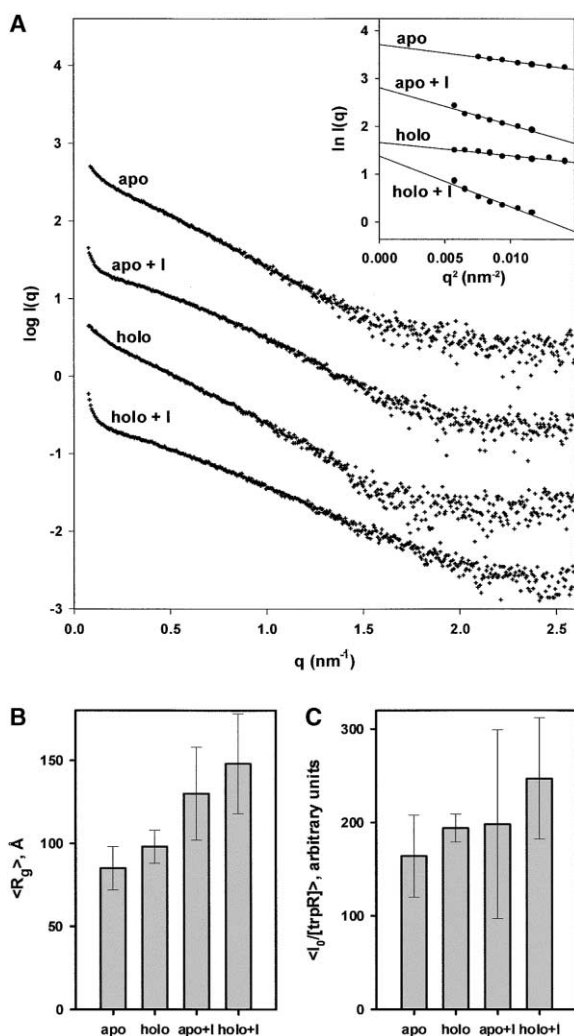 A
4
3
2
1
0
-1
-2
-3
log I(q)
apo
apo + I
holo
holo + I
0.0 0.5 1.0 1.5 2.0 2.5
q (nm⁻¹)
4
3
2
1
0
ln I(q)
apo
apo + I
holo
holo + I
0.000 0.005 0.010
q² (nm⁻²)
B
150
100
50
0
<Rg>, Å
apo holo apo+I holo+I
C
300
200
100
0
<I₀/[trpR]>, arbitrary units
apo holo apo+I holo+I